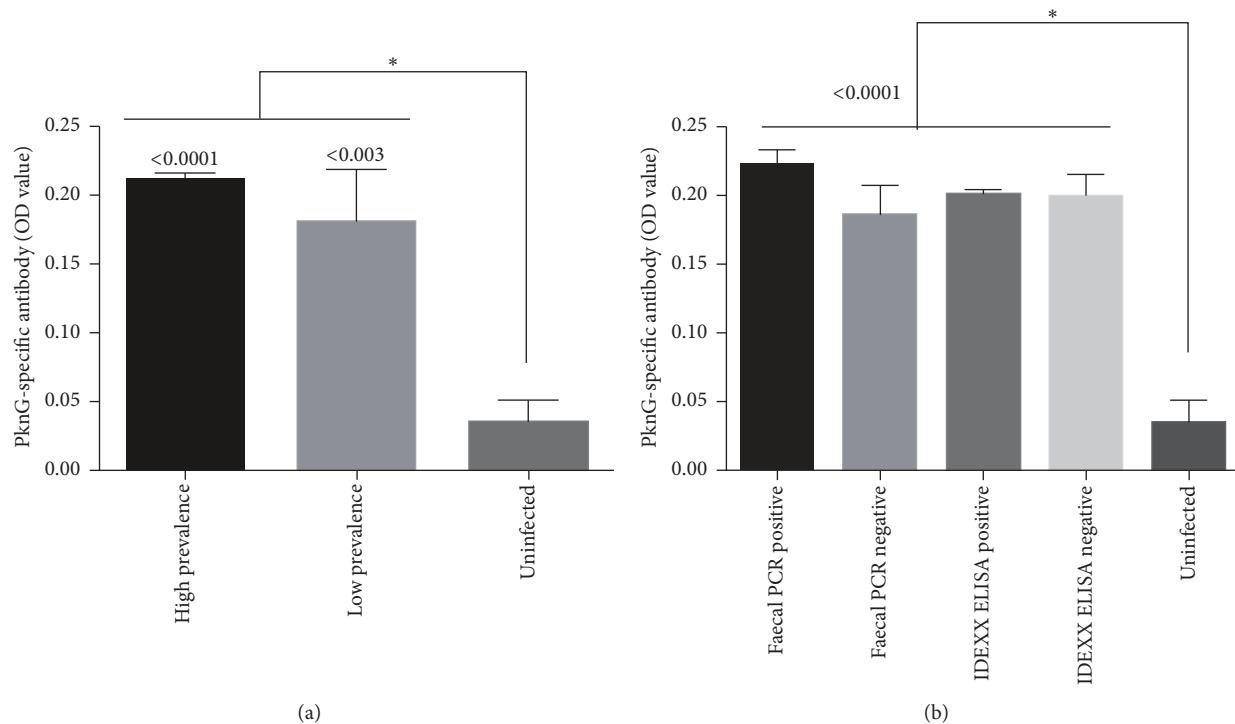 *
<0.0001
<0.003
PknG-specific antibody (OD value)
0.25
0.20
0.15
0.10
0.05
0.00
High prevalence
Low prevalence
Uninfected
(a)
*
<0.0001
PknG-specific antibody (OD value)
0.25
0.20
0.15
0.10
0.05
0.00
Faecal PCR positive
Faecal PCR negative
IDEXX ELISA positive
IDEXX ELISA negative
Uninfected
(b)